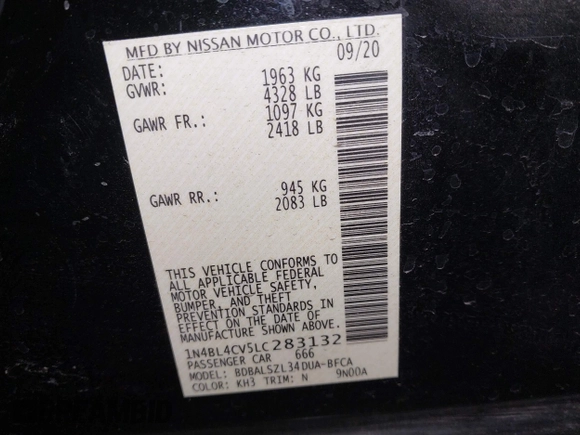 MFD BY NISSAN MOTOR CO., LTD.
DATE: 09/20
GVWR: 1963 KG
4328 LB
GAWR FR.: 1097 KG
2418 LB
GAWR RR.: 945 KG
2083 LB
THIS VEHICLE CONFORMS TO
ALL APPLICABLE FEDERAL
MOTOR VEHICLE SAFETY,
BUMPER, AND THEFT
PREVENTION STANDARDS IN
EFFECT ON THE DATE OF
MANUFACTURE SHOWN ABOVE.
1N4BL4CV5LC283132
PASSENGER CAR 666
MODEL: BDBALSZL34DUA-BFCA
COLOR: KH3 TRIM: N 9N00A